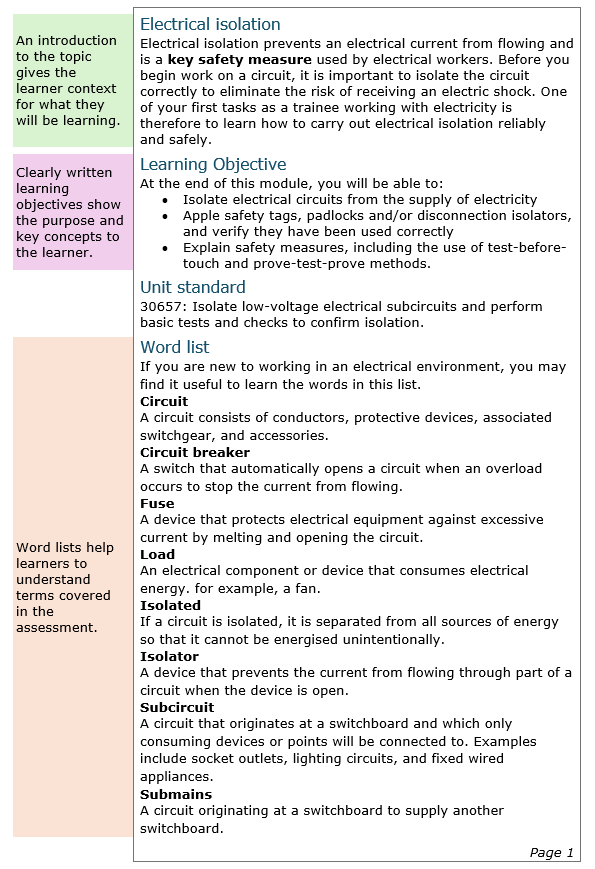 An introduction
to the topic
gives the
learner context
for what they
will be learning.
Electrical isolation
Electrical isolation prevents an electrical current from flowing and
is a key safety measure used by electrical workers. Before you
begin work on a circuit, it is important to isolate the circuit
correctly to eliminate the risk of receiving an electric shock. One
of your first tasks as a trainee working with electricity is
therefore to learn how to carry out electrical isolation reliably
and safely.
Clearly written
learning
objectives show
the purpose and
key concepts to
the learner.
Learning Objective
At the end of this module, you will be able to:
• Isolate electrical circuits from the supply of electricity
• Apple safety tags, padlocks and/or disconnection isolators,
and verify they have been used correctly
• Explain safety measures, including the use of test-before-
touch and prove-test-prove methods.
Unit standard
30657: Isolate low-voltage electrical subcircuits and perform
basic tests and checks to confirm isolation.
Word lists help
learners to
understand
terms covered
in the
assessment.
Word list
If you are new to working in an electrical environment, you may
find it useful to learn the words in this list.
Circuit
A circuit consists of conductors, protective devices, associated
switchgear, and accessories.
Circuit breaker
A switch that automatically opens a circuit when an overload
occurs to stop the current from flowing.
Fuse
A device that protects electrical equipment against excessive
current by melting and opening the circuit.
Load
An electrical component or device that consumes electrical
energy. for example, a fan.
Isolated
If a circuit is isolated, it is separated from all sources of energy
so that it cannot be energised unintentionally.
Isolator
A device that prevents the current from flowing through part of a
circuit when the device is open.
Subcircuit
A circuit that originates at a switchboard and which only
consuming devices or points will be connected to. Examples
include socket outlets, lighting circuits, and fixed wired
appliances.
Submains
A circuit originating at a switchboard to supply another
switchboard.
Page 1